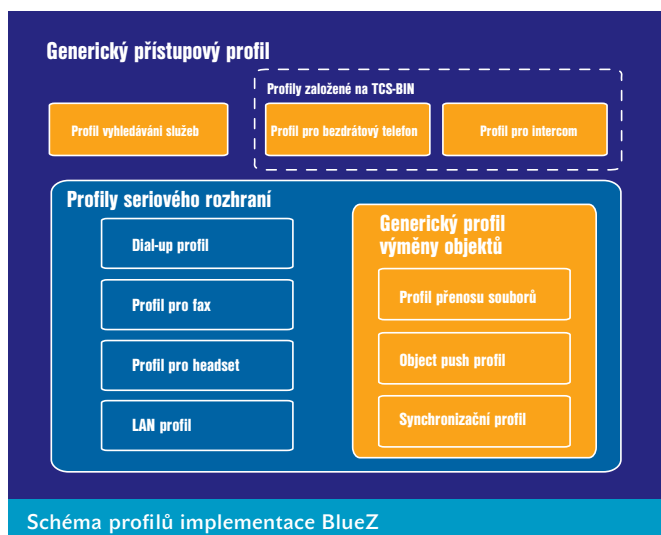 Generický přístupový profil
Profily založené na TCS-BIN
Profil vyhledávání služeb
Profil pro bezdrátový telefon
Profil pro intercom
Profily seriového rozhraní
Dial-up profil
Profil pro fax
Profil pro headset
LAN profil
Generický profil
výměny objektů
Profil přenosu souborů
Object push profil
Synchronizační profil
Schéma profilů implementace BlueZ